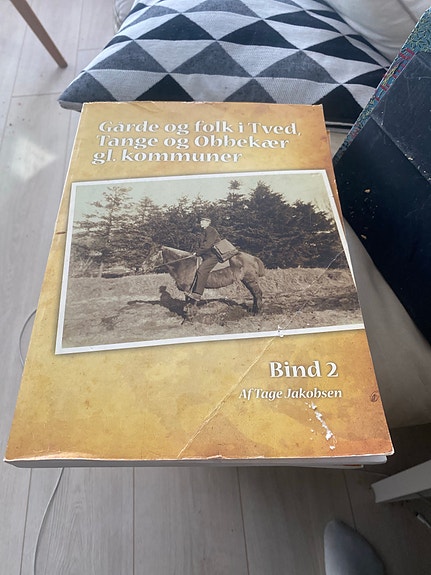 Gårde og folk i Tved,
Tange og Obbekær
gl. kommuner
Bind 2
Af Tage Jakobsen